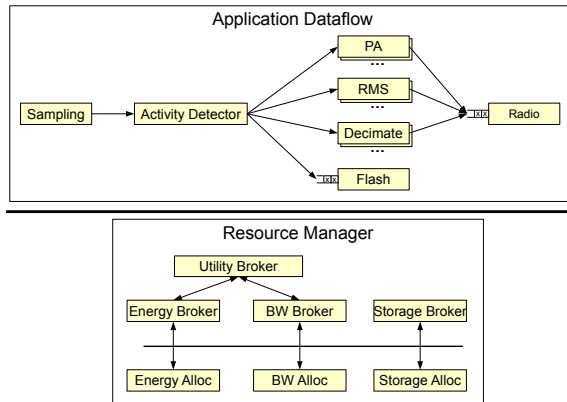 Application Dataflow
PA
...
RMS
...
Sampling
Activity Detector
Radio
x x
Decimate
...
x x
Flash
Resource Manager
Utility Broker
Energy Broker
BW Broker
Storage Broker
Energy Alloc
BW Alloc
Storage Alloc